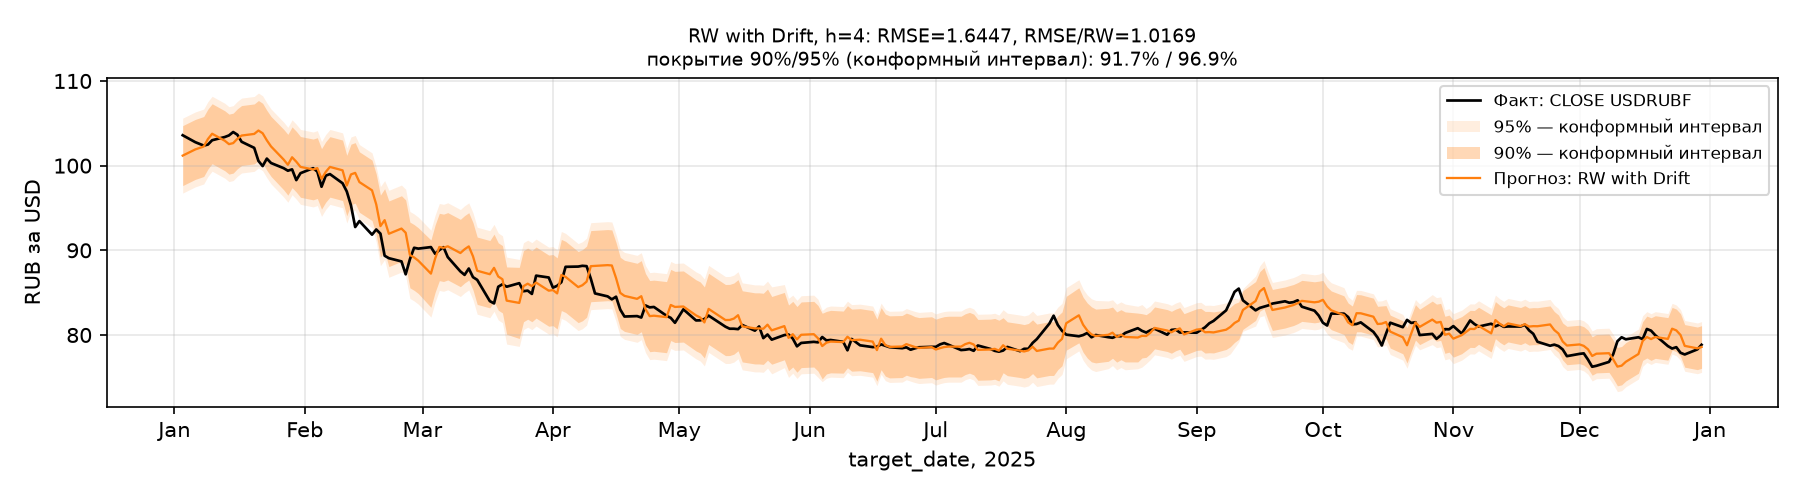 RW with Drift, h=4: RMSE=1.6447, RMSE/RW=1.0169
покрытие 90%/95% (конформный интервал): 91.7% / 96.9%
110
100
90
80
RUB за USD
Факт: CLOSE USDRUBF
95% — конформный интервал
90% — конформный интервал
Прогноз: RW with Drift
Jan Feb Mar Apr May Jun Jul Aug Sep Oct Nov Dec Jan
target_date, 2025